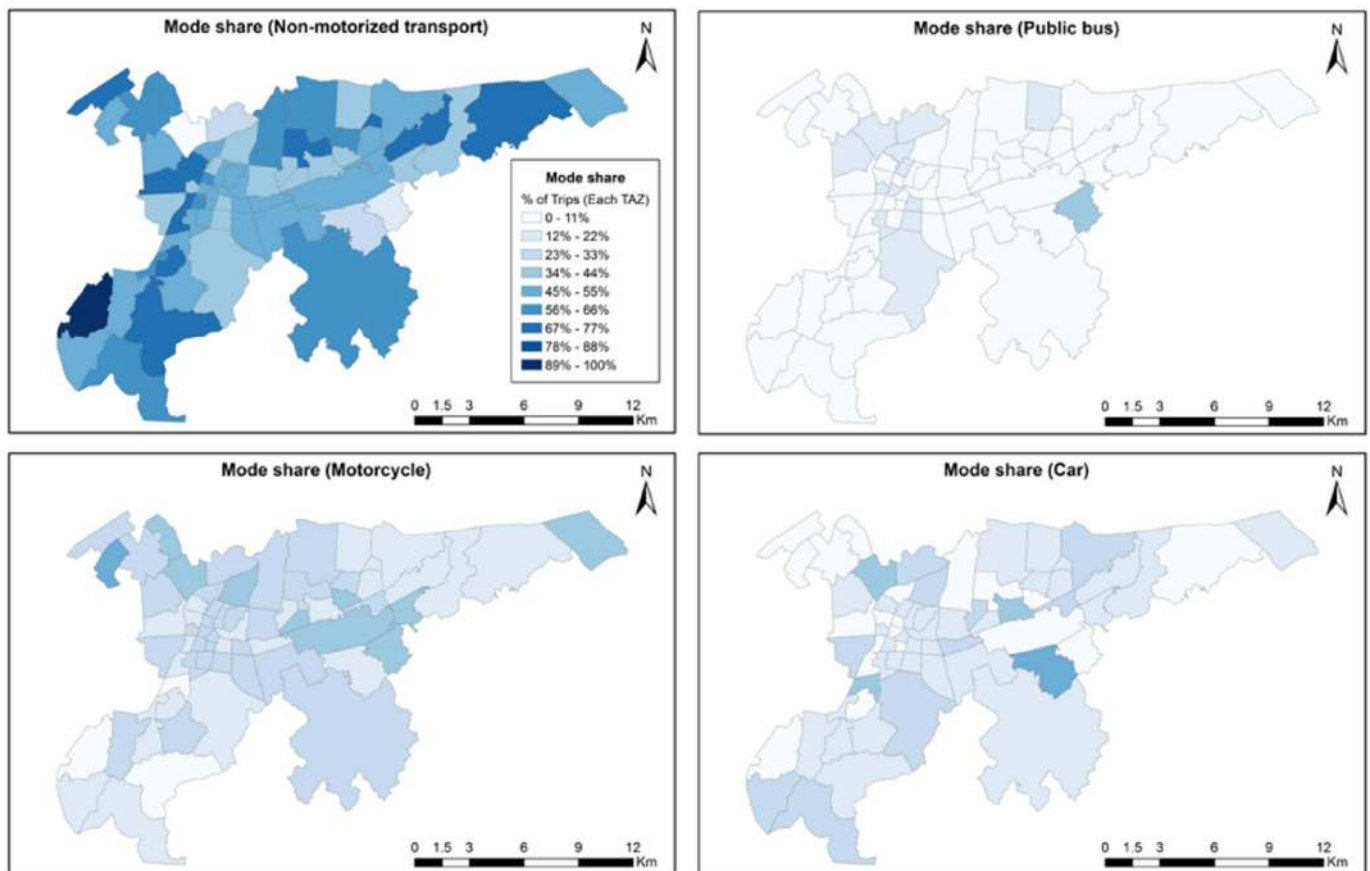 Mode share (Non-motorized transport)
N
Mode share
% of Trips (Each TAZ)
0 - 11%
12% - 22%
23% - 33%
34% - 44%
45% - 55%
56% - 66%
67% - 77%
78% - 88%
89% - 100%
0 1.5 3 6 9 12
Km
Mode share (Public bus)
N
0 1.5 3 6 9 12
Km
Mode share (Motorcycle)
N
0 1.5 3 6 9 12
Km
Mode share (Car)
N
0 1.5 3 6 9 12
Km